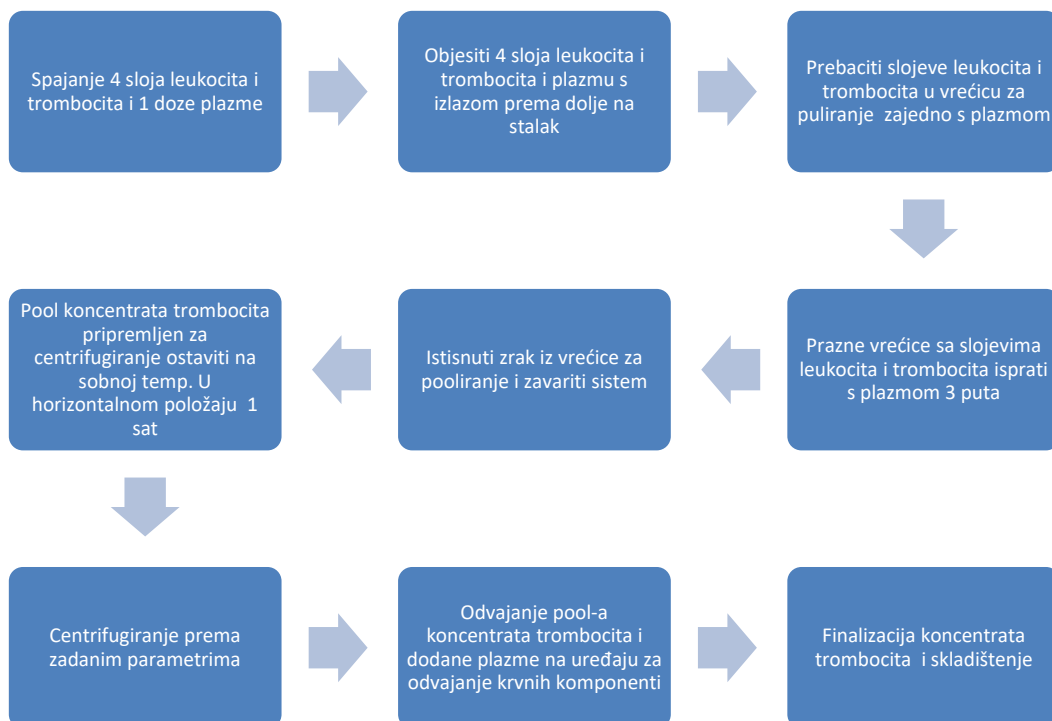 Spajanje 4 sloja leukocita i
trombocita i 1 doze plazme
Objesiti 4 sloja leukocita i
trombocita i plazmu s
izlazom prema dolje na
stalak
Prebaciti slojeve leukocita i
trombocita u vrećicu za
puliranje zajedno s plazmom
Prazne vrećice sa slojevima
leukocita i trombocita isprati
s plazmom 3 puta
Istisnuti zrak iz vrećice za
pooliranje i zavariti sistem
Pool koncentrata trombocita
pripremljen za
centrifugiranje ostaviti na
sobnoj temp. U
horizontalnom položaju 1
sat
Centrifugiranje prema
zadanim parametrima
Odvajanje pool-a
koncentrata trombocita i
dodane plazme na uređaju za
odvajanje krvnih komponenti
Finalizacija koncentrata
trombocita i skladištenje